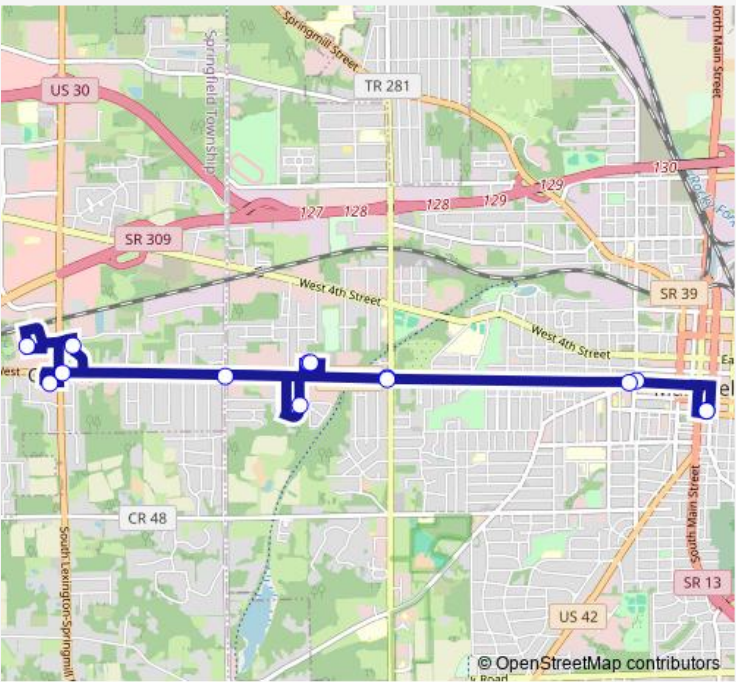 Springmill Street
North Main Street
US 30
TR 281
Springfield Township
130
129
129
128
128
127
SR 309
West 4th Street
SR 39
West 4th Street
CR 48
South Main Street
South Lexington-Springmill
SR 13
US 42
© OpenStreetMap contributors
Road